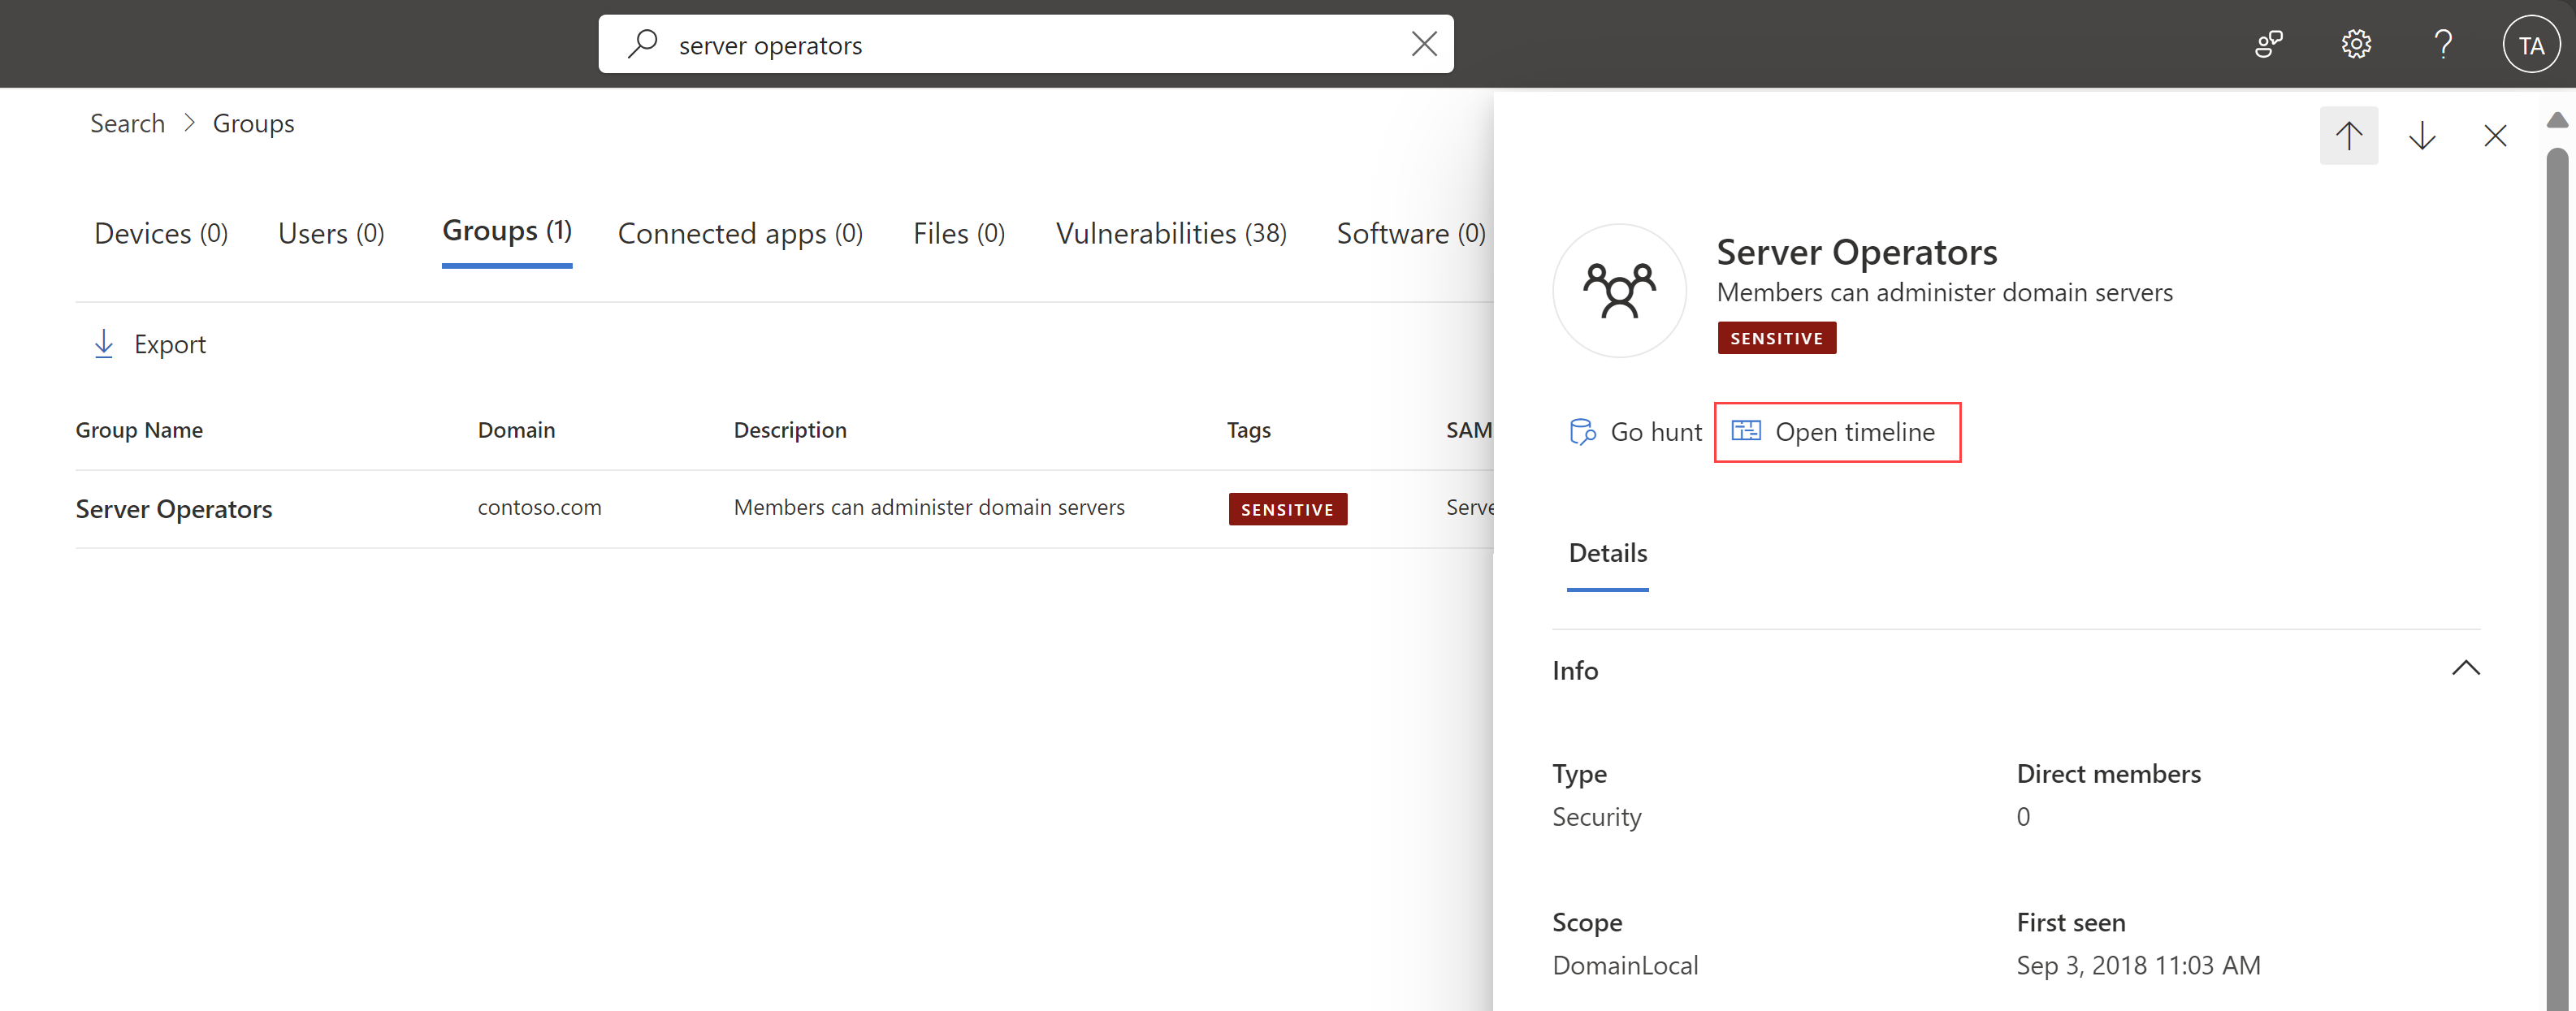 server operators
TA
Search > Groups
Devices (0) Users (0) Groups (1) Connected apps (0) Files (0) Vulnerabilities (38) Software (0)
Export
Group Name Domain Description Tags SAM
Server Operators contoso.com Members can administer domain servers SENSITIVE Serve
Server Operators
Members can administer domain servers
SENSITIVE
Go hunt Open timeline
Details
Info
Type Direct members
Security 0
Scope First seen
DomainLocal Sep 3, 2018 11:03 AM